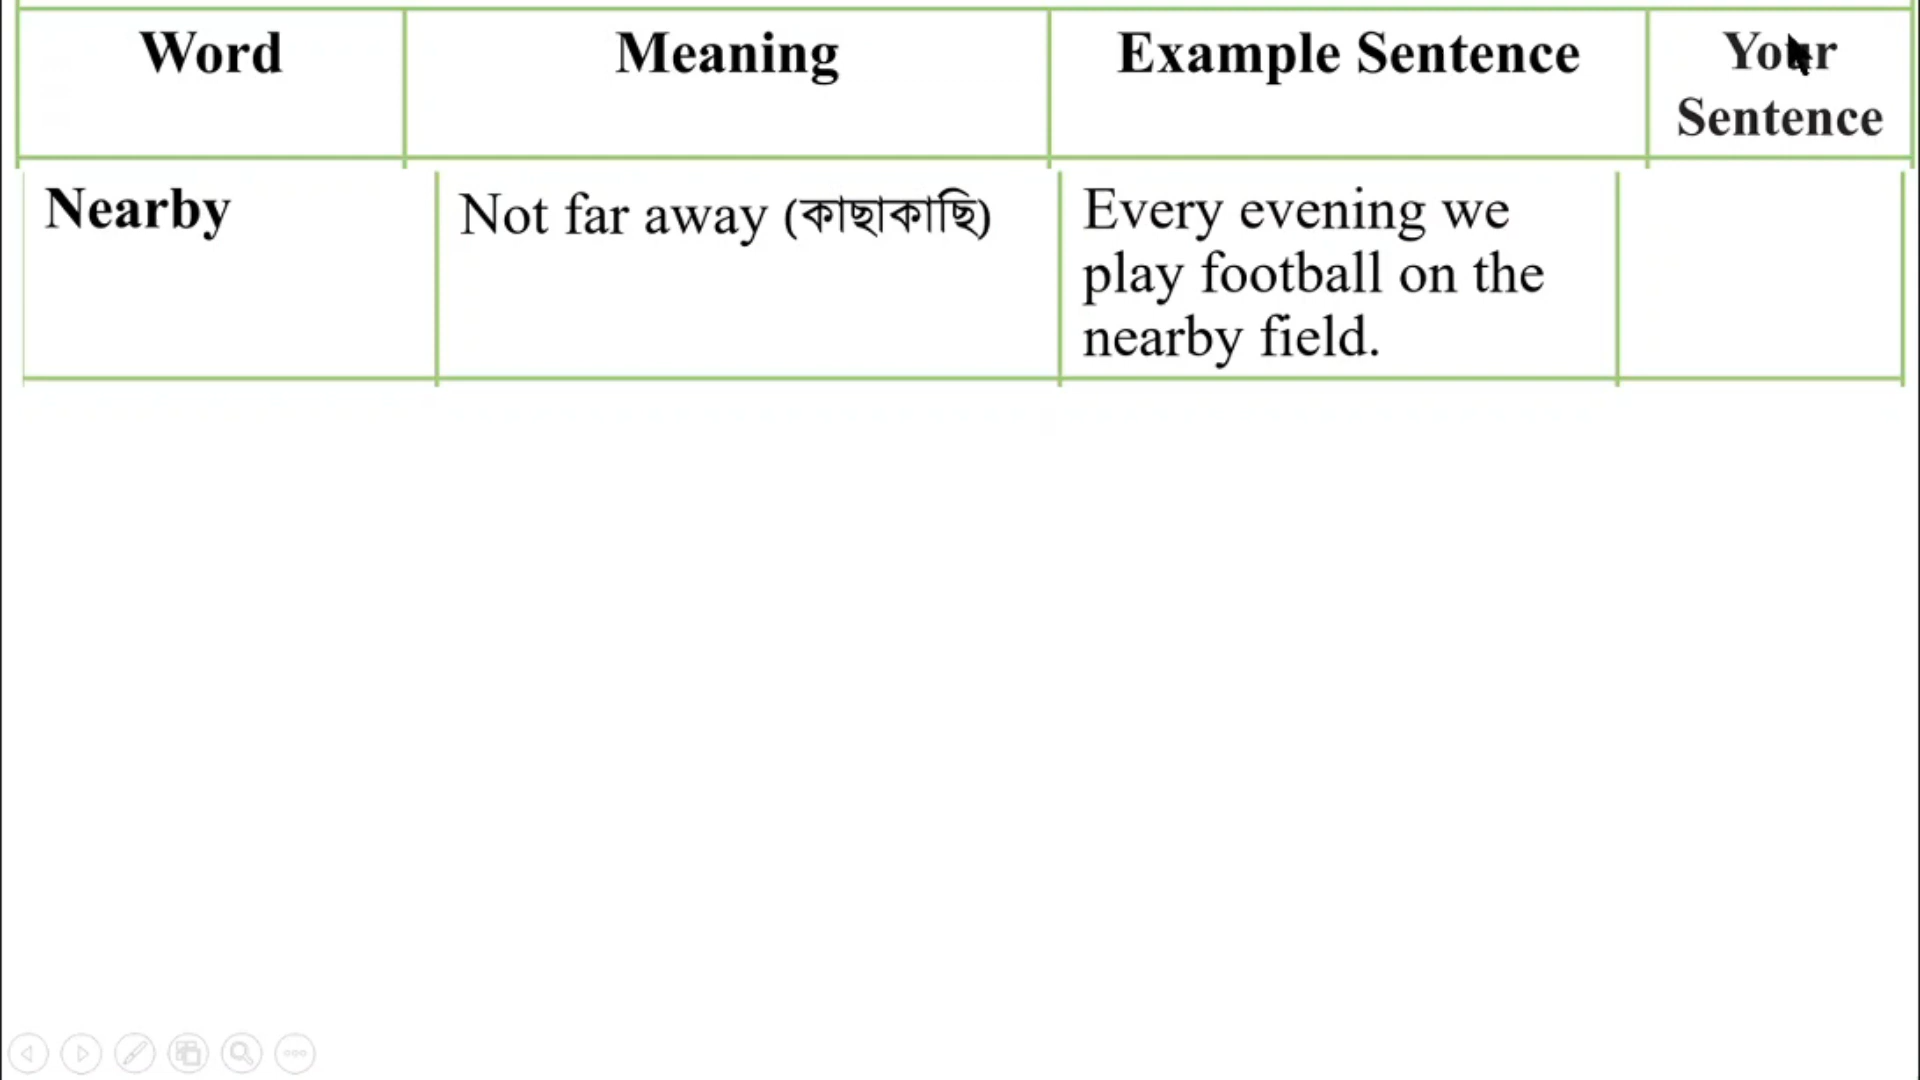 Word Meaning Example Sentence Your
Sentence
Nearby Not far away (কাছাকাছি) Every evening we
play football on the
nearby field.